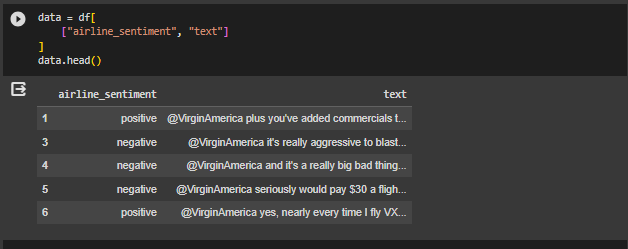 data = df[
["airline_sentiment", "text"]
]
data.head()
airline_sentiment text
1 positive @VirginAmerica plus you've added commercials t...
3 negative @VirginAmerica it's really aggressive to blast...
4 negative @VirginAmerica and it's a really big bad thing...
5 negative @VirginAmerica seriously would pay $30 a fligh...
6 positive @VirginAmerica yes, nearly every time I fly VX...